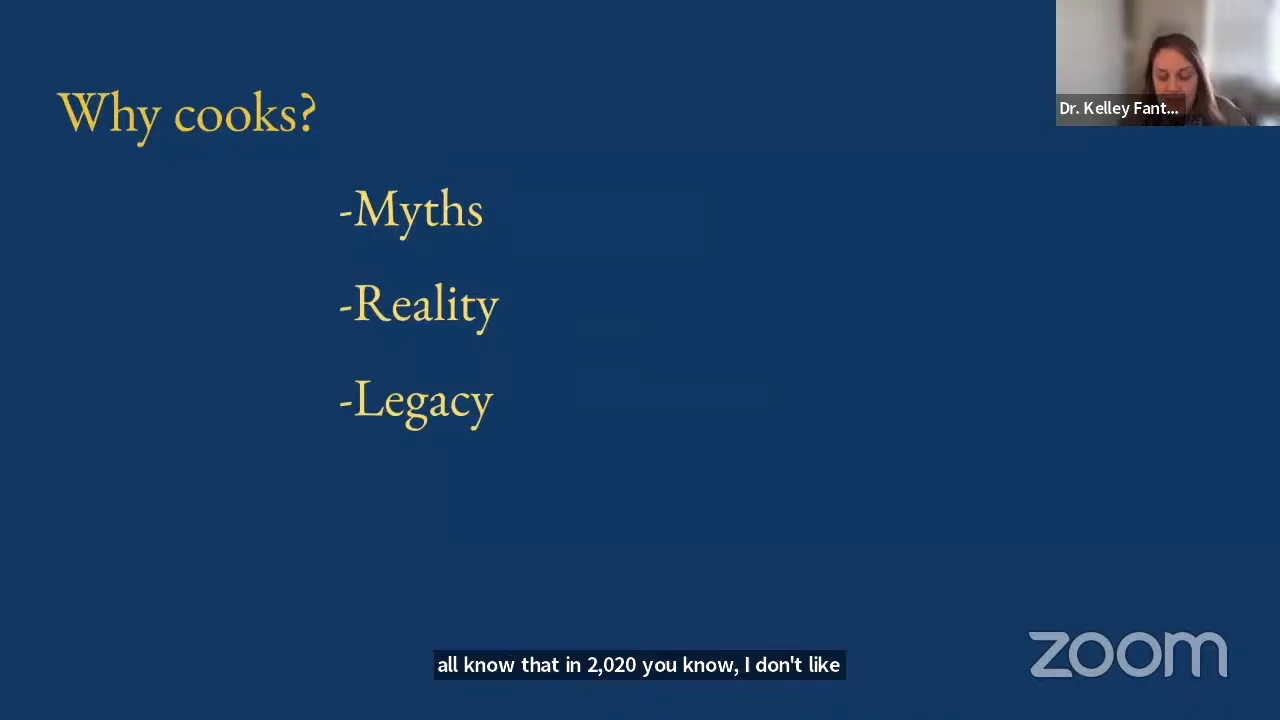 Why cooks?
Dr. Kelley Fant...
-Myths
-Reality
-Legacy
all know that in 2,020 you know, I don't like
zoom